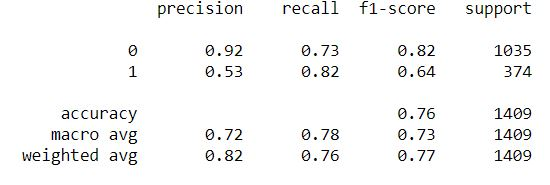 precision recall f1-score support
0 0.92 0.73 0.82 1035
1 0.53 0.82 0.64 374
accuracy 0.76 1409
macro avg 0.72 0.78 0.73 1409
weighted avg 0.82 0.76 0.77 1409